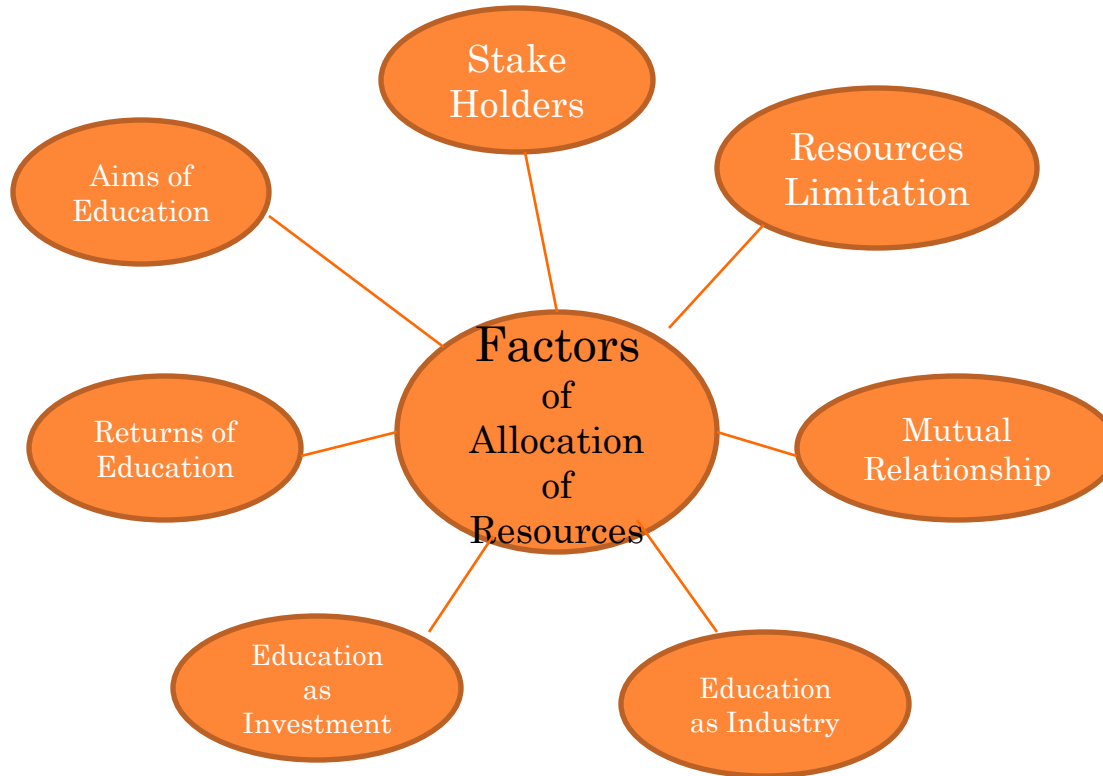 Stake
Holders
Resources
Limitation
Aims of
Education
Factors
of
Allocation
of
Resources
Returns of
Education
Mutual
Relationship
Education
as
Investment
Education
as Industry